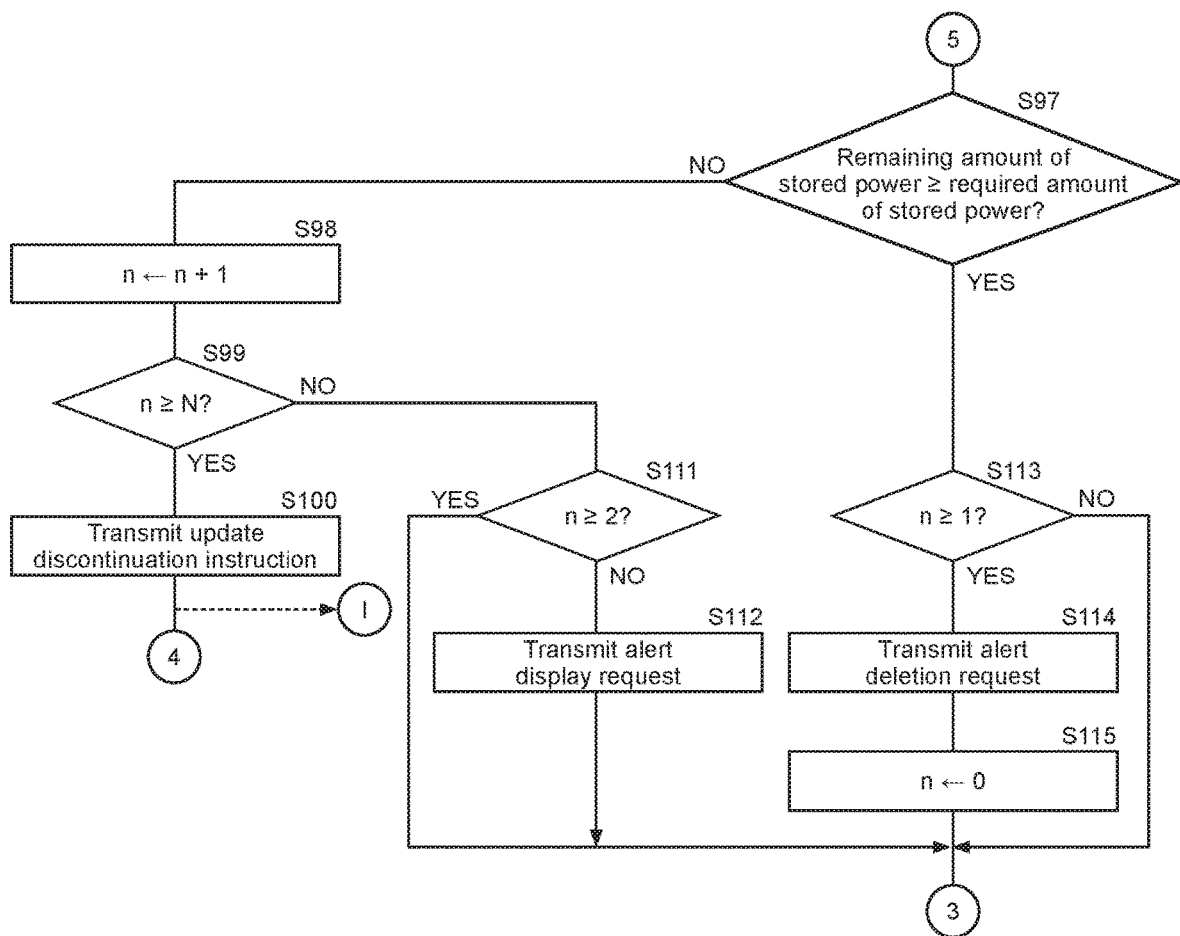 5
S97
Remaining amount of
stored power ≥ required amount
of stored power?
NO
YES
S98
n ← n + 1
S99
n ≥ N?
NO
YES
S100
Transmit update
discontinuation instruction
I
4
S111
n ≥ 2?
YES
NO
S112
Transmit alert
display request
S113
n ≥ 1?
NO
YES
S114
Transmit alert
deletion request
S115
n ← 0
3